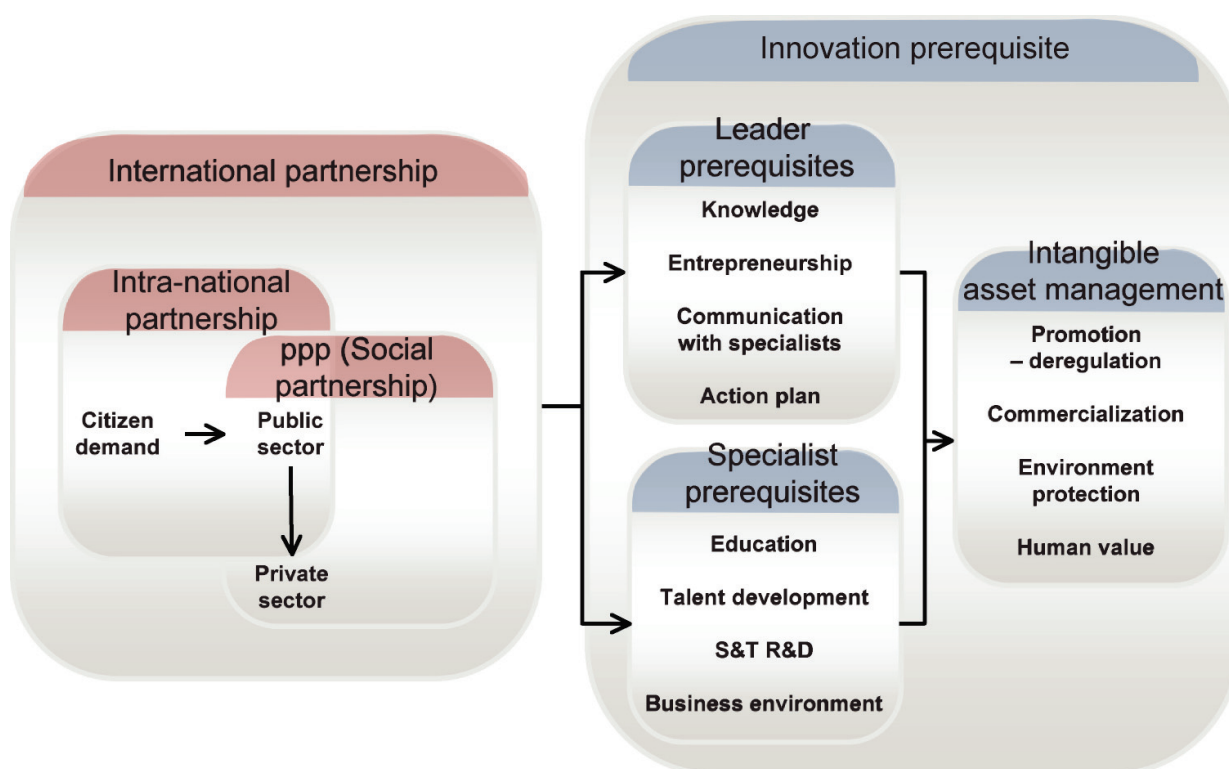 International partnership
Intra-national
partnership
ppp (Social
partnership)
Citizen
demand
Public
sector
Private
sector
Innovation prerequisite
Leader
prerequisites
Knowledge
Entrepreneurship
Communication
with specialists
Action plan
Specialist
prerequisites
Education
Talent development
S&T R&D
Business environment
Intangible
asset management
Promotion
– deregulation
Commercialization
Environment
protection
Human value